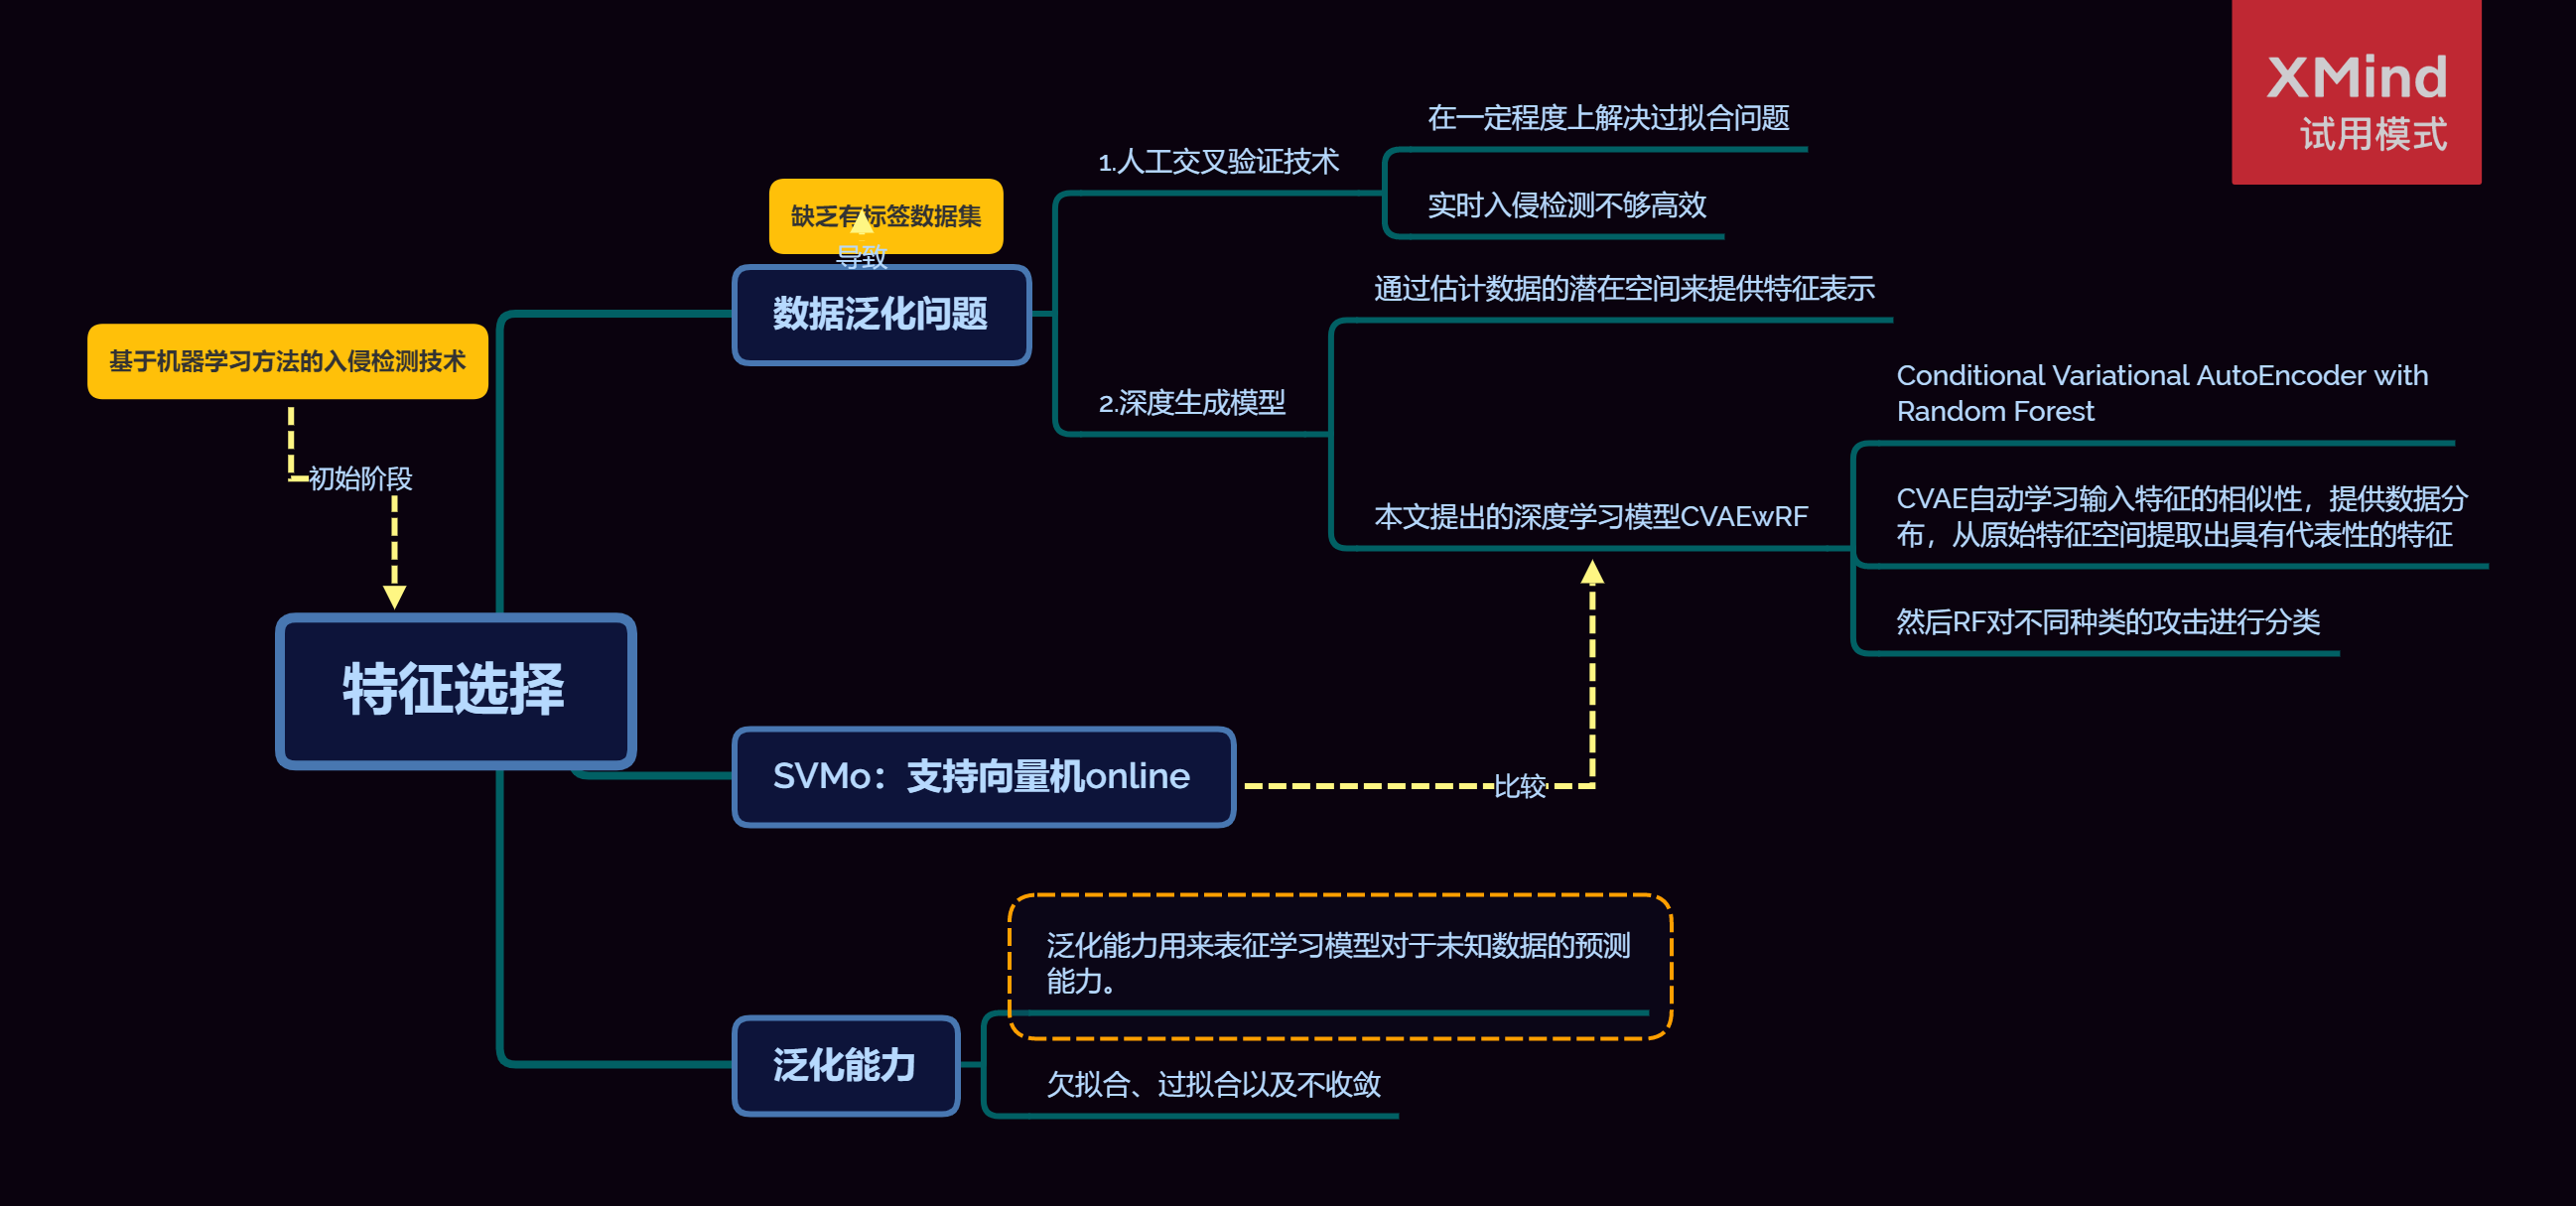 XMind
试用模式
在一定程度上解决过拟合问题
1.人工交叉验证技术
实时入侵检测不够高效
缺乏有标签数据集
导致
数据泛化问题
通过估计数据的潜在空间来提供特征表示
基于机器学习方法的入侵检测技术
2.深度生成模型
Conditional Variational AutoEncoder with
Random Forest
初始阶段
CVAE自动学习输入特征的相似性，提供数据分
布，从原始特征空间提取出具有代表性的特征
本文提出的深度学习模型CVAEwRF
然后RF对不同种类的攻击进行分类
特征选择
SVMo：支持向量机online
比较
泛化能力用来表征学习模型对于未知数据的预测
能力。
泛化能力
欠拟合、过拟合以及不收敛